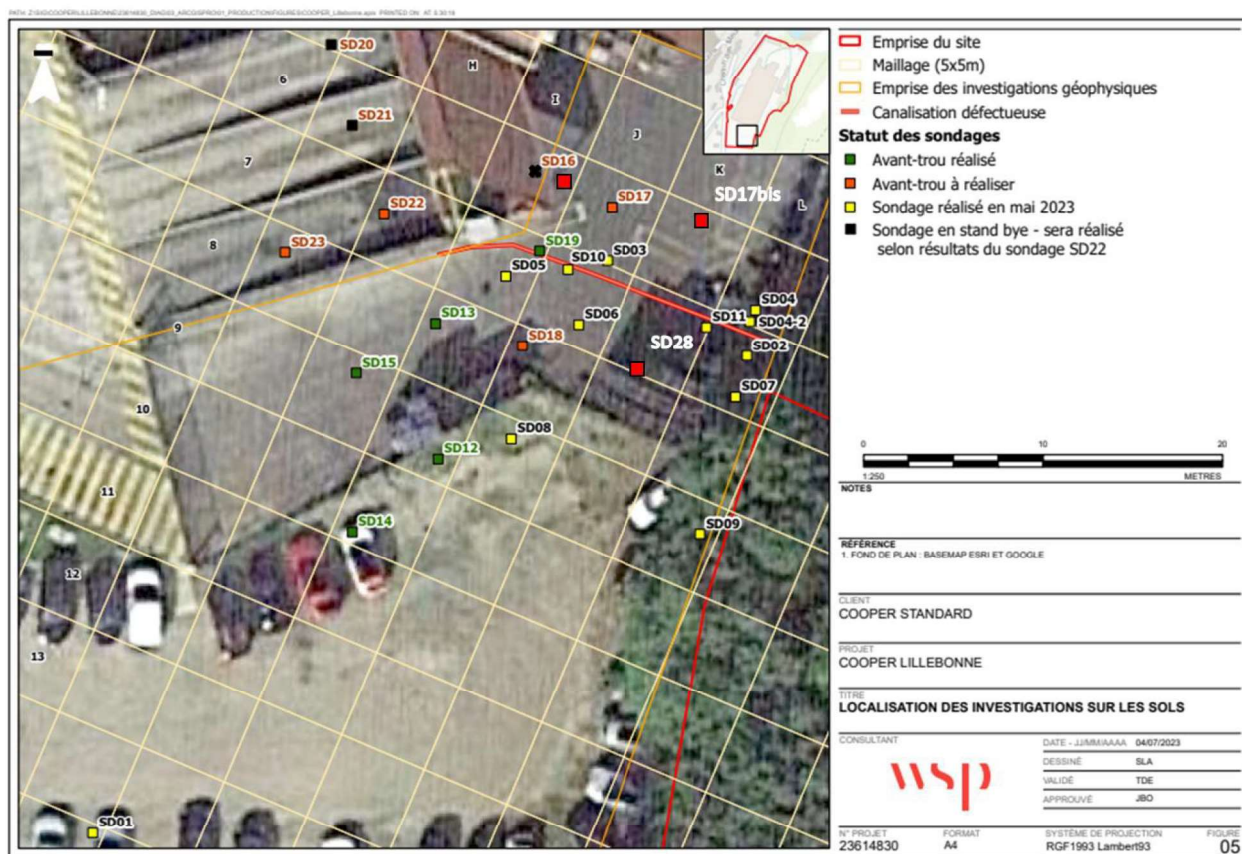 SD20
6
H
SD21
I
7
J
SD16
K
SD22
SD17
SD17bis
L
8
SD23
SD19
SD03
SD10
SD05
SD04
SD13
SD06
SD11
SD04-2
9
SD18
SD02
SD28
SD15
SD07
10
SD08
SD12
11
SD14
SD09
12
13
SD01
Emprise du site
Maillage (5x5m)
Emprise des investigations géophysiques
Canalisation défectueuse
Statut des sondages
Avant-trou réalisé
Avant-trou à réaliser
Sondage réalisé en mai 2023
Sondage en stand bye - sera réalisé
selon résultats du sondage SD22
0 10 20
1:250 METRES
NOTES
RÉFÉRENCE
1. FOND DE PLAN : BASEMAP ESRI ET GOOGLE
CLIENT
COOPER STANDARD
PROJET
COOPER LILLEBONNE
TITRE
LOCALISATION DES INVESTIGATIONS SUR LES SOLS
CONSULTANT
wsp
DATE - JJ/MM/AAAA 04/07/2023
DESSINÉ SLA
VALIDÉ TDE
APPROUVÉ JBO
N° PROJET FORMAT SYSTÈME DE PROJECTION FIGURE
23614830 A4 RGF1993 Lambert93 05